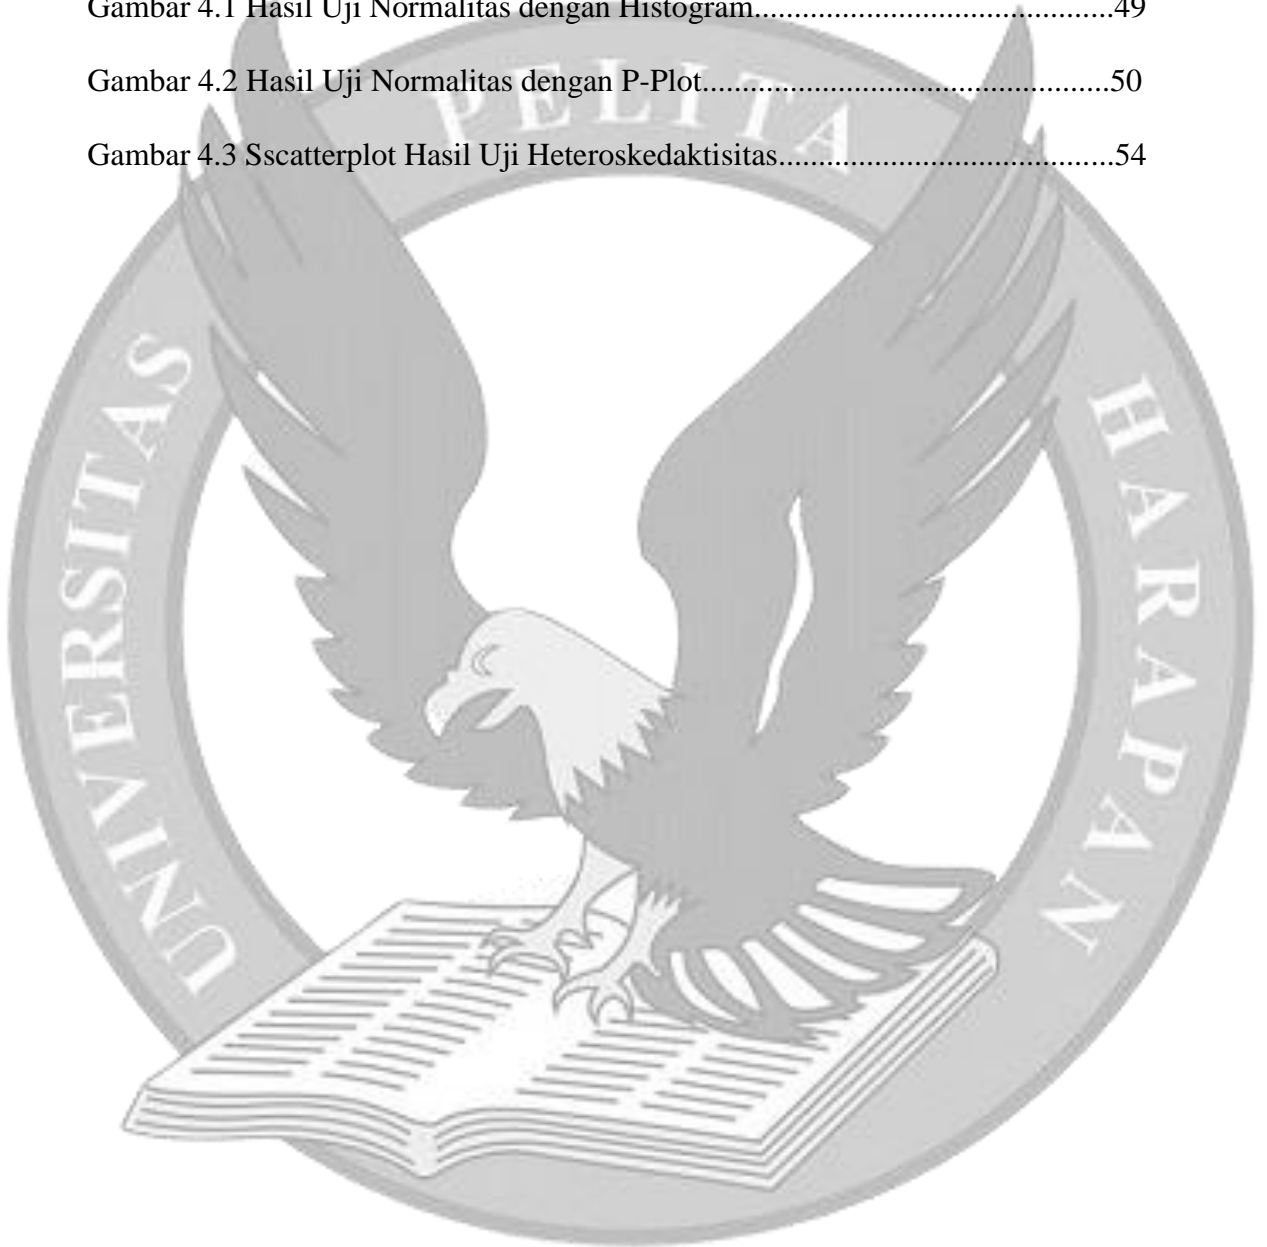 Gambar 4.1 Hasil Uji Normalitas dengan Histogram....................................49
Gambar 4.2 Hasil Uji Normalitas dengan P-Plot.........................................50
Gambar 4.3 Sscatterplot Hasil Uji Heteroskedaktisitas..................................54
UNIVERSITAS PELITA HARAPAN